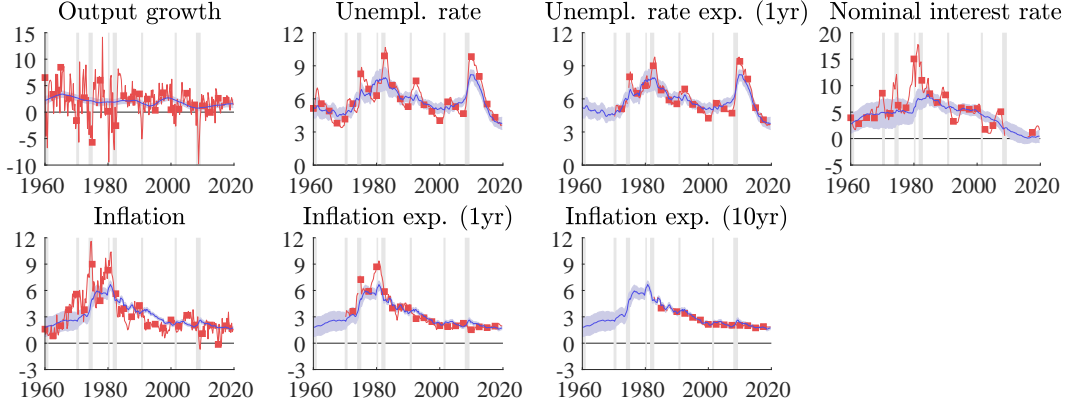 Output growth
15
10
5
0
-5
-10
1960 1980 2000 2020
Unempl. rate
12
9
6
3
0
1960 1980 2000 2020
Unempl. rate exp. (1yr)
12
9
6
3
0
1960 1980 2000 2020
Nominal interest rate
20
15
10
5
0
-5
1960 1980 2000 2020
Inflation
12
9
6
3
0
-3
1960 1980 2000 2020
Inflation exp. (1yr)
12
9
6
3
0
-3
1960 1980 2000 2020
Inflation exp. (10yr)
12
9
6
3
0
-3
1960 1980 2000 2020